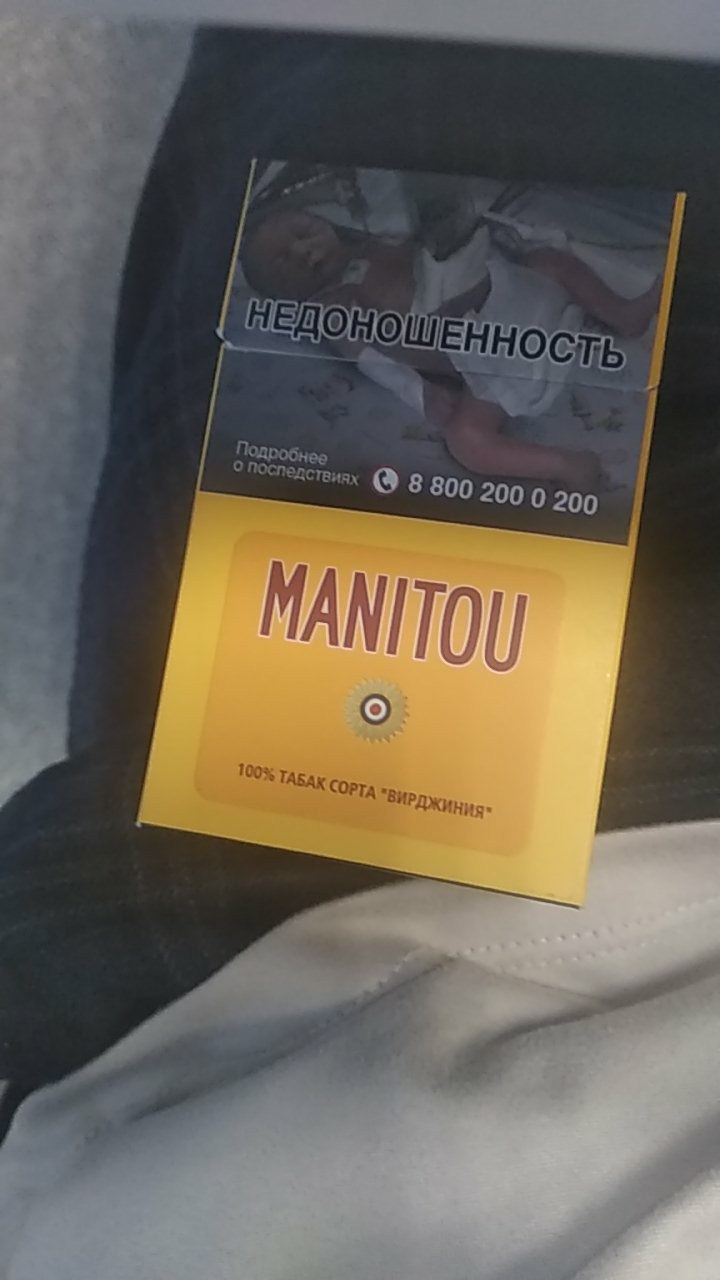 НЕДОНОШЕННОСТЬ
Подробнее
о последствиях 8 800 200 0 200
MANITOU
100% ТАБАК СОРТА "ВИРДЖИНИЯ"